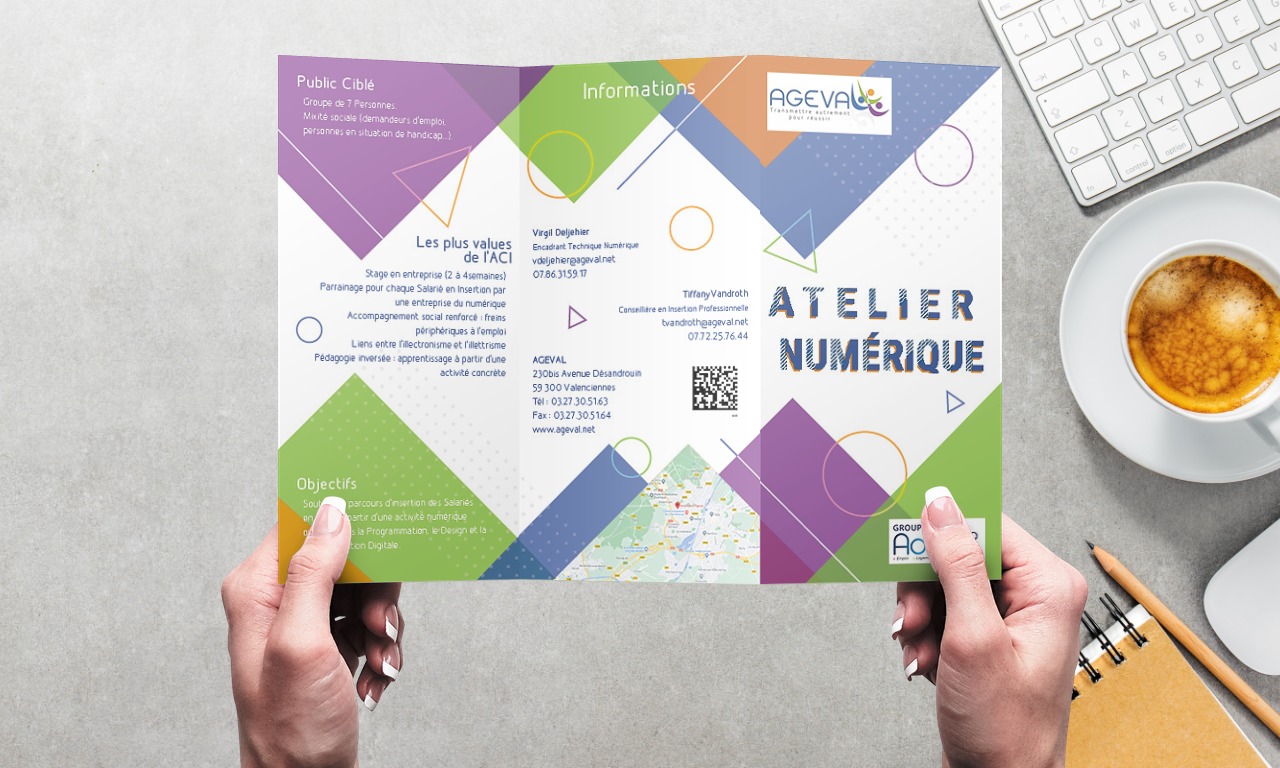 Public Ciblé
Groupe de 7 Personnes.
Mixité sociale (demandeurs d'emploi,
personnes en situation de handicap...).
Les plus values
de l'ACI
Stage en entreprise (2 à 4semaines)
Parrainage pour chaque Salarié en Insertion par
une entreprise du numérique
Accompagnement social renforcé : freins
périphériques à l'emploi
Liens entre l'illectronisme et l'illettrisme
Pédagogie inversée : apprentissage à partir d'une
activité concrète
Objectifs
parcours d'insertion des Salariés
partir d'une activité numérique
la Programmation, le Design et la
Digitale.
Informations
Virgil Deljehier
Encadrant Technique Numérique
vdeljehier@ageval.net
07.86.31.59.17
Tiffany Vandroth
Conseillère en Insertion Professionnelle
tvandroth@ageval.net
07.72.25.76.44
AGEVAL
230bis Avenue Désandrouin
59 300 Valenciennes
Tél : 03.27.30.51.63
Fax : 03.27.30.51.64
www.ageval.net
AGEVAL
Transmettre autrement
pour réussir
ATELIER
NUMÉRIQUE
GROUP
control
option
fn
Q
W
E
A
S
D
F
Y
X
C
V